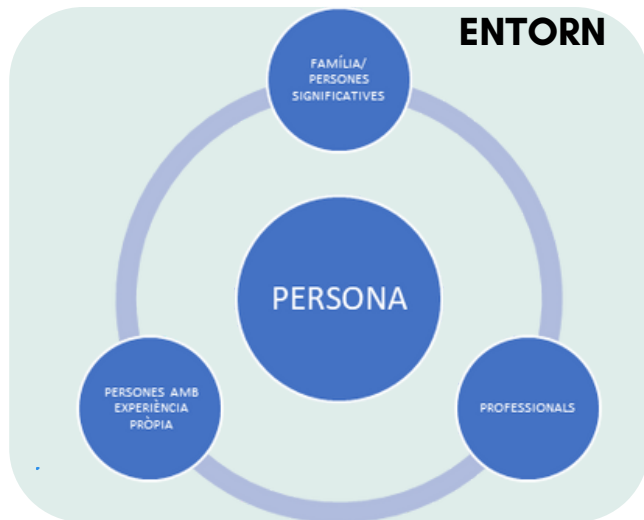 ENTORN
FAMÍLIA/
PERSONES
SIGNIFICATIVES
PERSONA
PERSONES AMB
EXPERIÈNCIA
PRÒPIA
PROFESSIONALS